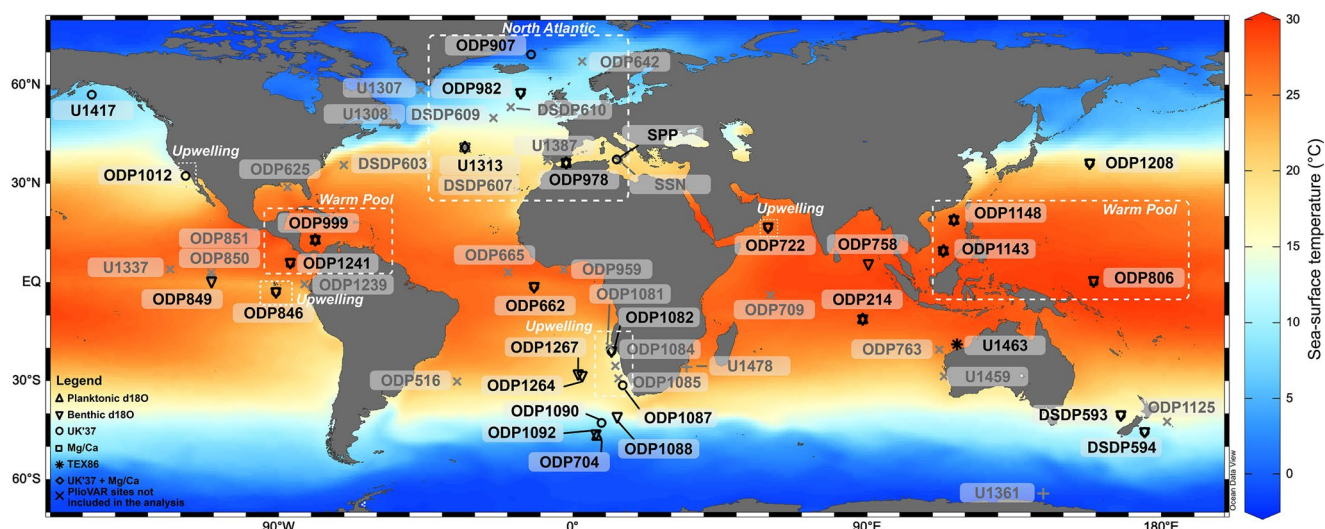 North Atlantic
ODP907
ODP642
60°N
U1417
U1307
ODP982
U1308
DSDP609
DSDP610
SPP
Upwelling
U1387
ODP1012
ODP625
DSDP603
U1313
DSDP607
ODP978
SSN
ODP1208
30°N
Warm Pool
ODP999
Upwelling
ODP722
ODP758
ODP1148
Warm Pool
ODP851
ODP850
ODP1241
ODP665
ODP959
ODP1143
U1337
EQ
ODP849
ODP1239
Upwelling
ODP846
ODP662
ODP1081
ODP1082
ODP709
ODP214
ODP806
Upwelling
ODP1267
ODP1084
U1478
ODP763
U1463
30°S
ODP516
ODP1264
ODP1085
U1459
ODP1090
ODP1087
DSDP593
ODP1125
ODP1092
ODP704
ODP1088
DSDP594
60°S
U1361
Legend
Planktonic d18O
Benthic d18O
UK'37
Mg/Ca
TEX86
UK'37 + Mg/Ca
PlioVAR sites not
included in the analysis
90°W
0°
90°E
180°E
Ocean Data View
30
25
20
15
10
5
0
Sea-surface temperature (°C)